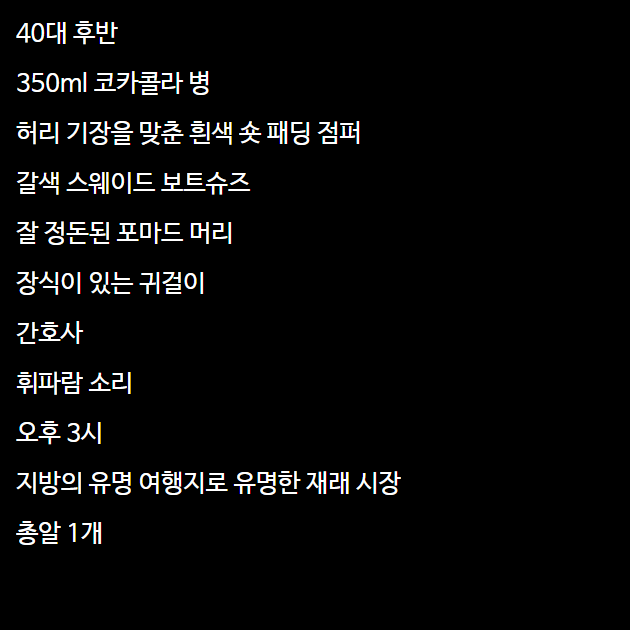 40대 후반
350ml 코카콜라 병
허리 기장을 맞춘 흰색 숏 패딩 점퍼
갈색 스웨이드 보트슈즈
잘 정돈된 포마드 머리
장식이 있는 귀걸이
간호사
휘파람 소리
오후 3시
지방의 유명 여행지로 유명한 재래 시장
총알 1개